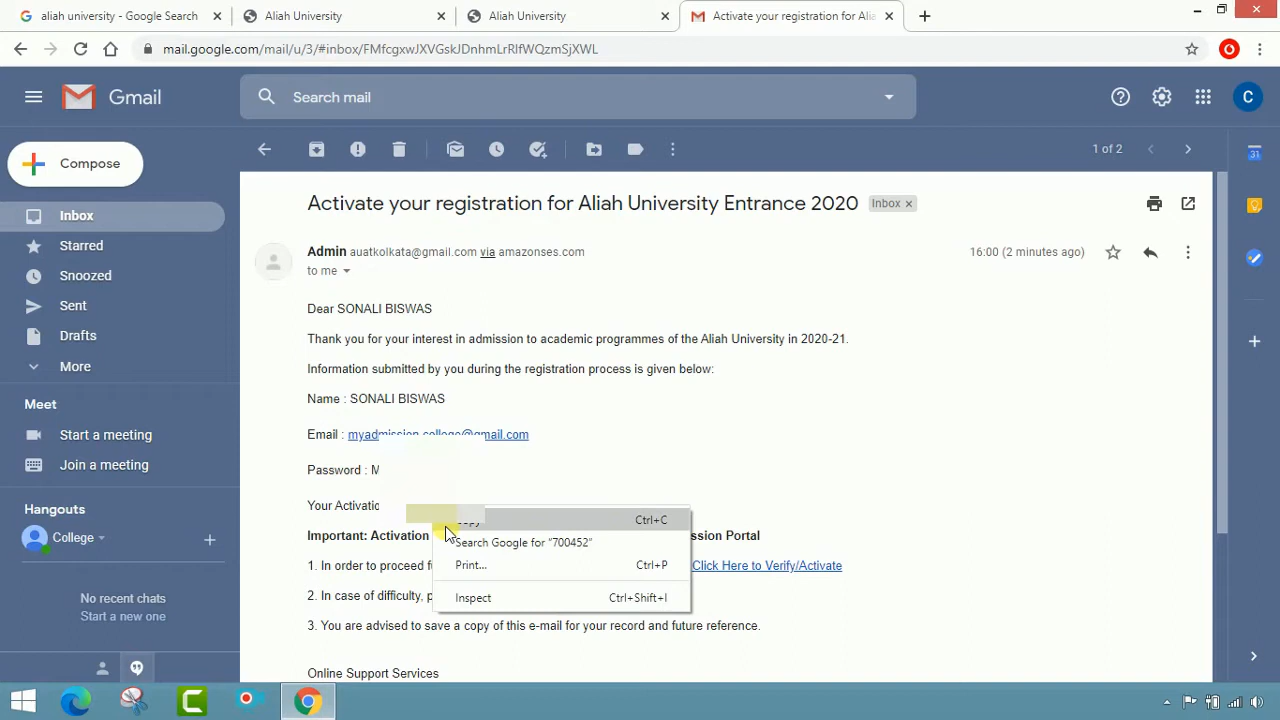 aliah university - Google Search
Aliah University
Aliah University
Activate your registration for Ali
mail.google.com/mail/u/3/#inbox/FMfcgxwJXVGskJDnhmLrRlfWQzmSjXWL
Gmail
Search mail
C
Compose
1 of 2
31
Inbox
Starred
Snoozed
Sent
Drafts
More
Meet
Start a meeting
Join a meeting
Hangouts
College
No recent chats
Start a new one
Activate your registration for Aliah University Entrance 2020
Inbox x
Admin auatkolkata@gmail.com via amazonses.com
16:00 (2 minutes ago)
to me
Dear SONALI BISWAS
Thank you for your interest in admission to academic programmes of the Aliah University in 2020-21.
Information submitted by you during the registration process is given below:
Name : SONALI BISWAS
Email : myadmission.college@gmail.com
Password : M
Your Activatio
Ctrl+C
Search Google for "700452"
Print... Ctrl+P
Inspect Ctrl+Shift+I
Important: Activation ssion Portal
1. In order to proceed f Click Here to Verify/Activate
2. In case of difficulty, p
3. You are advised to save a copy of this e-mail for your record and future reference.
Online Support Services